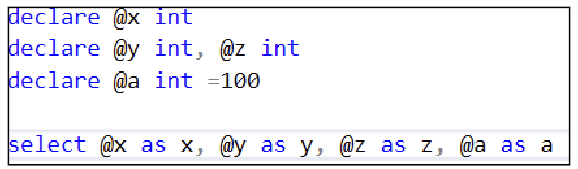 declare @x int
declare @y int, @z int
declare @a int =100
select @x as x, @y as y, @z as z, @a as a